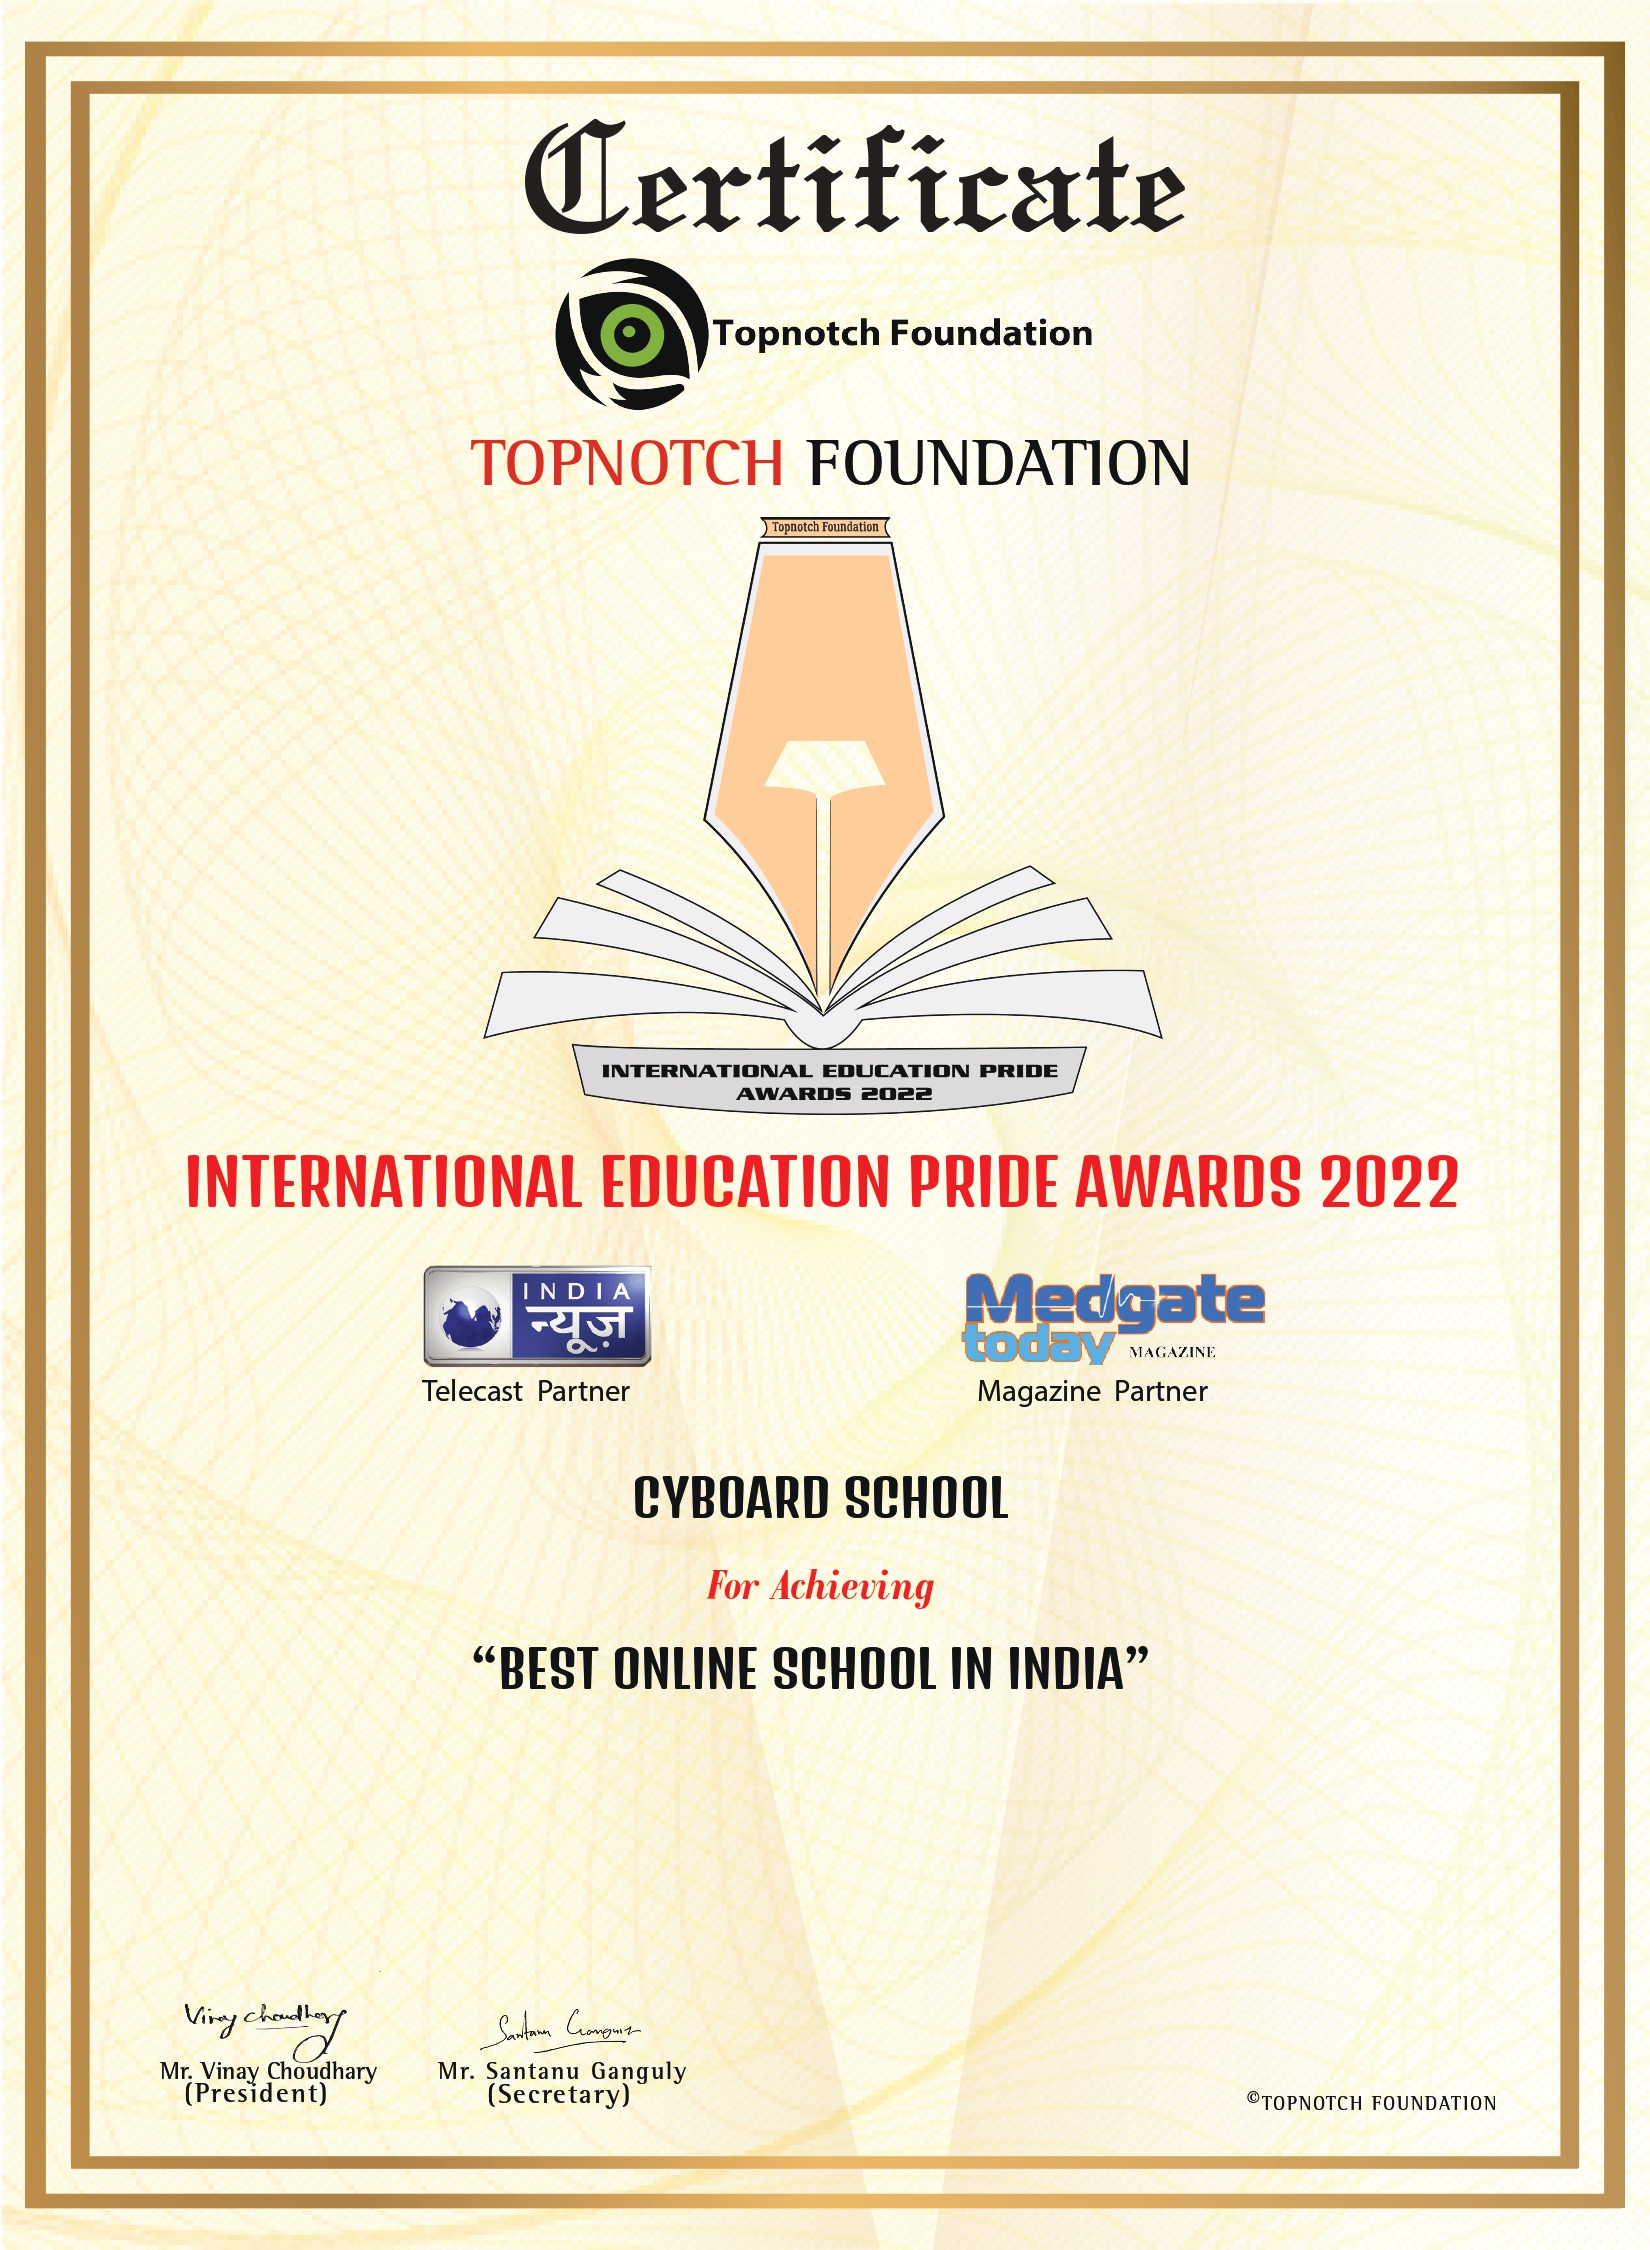 Certificate
Topnotch Foundation
TOPNOTCH FOUNDATION
Topnotch Foundation
INTERNATIONAL EDUCATION PRIDE
AWARDS 2022
INTERNATIONAL EDUCATION PRIDE AWARDS 2022
INDIA
न्यूज़
Telecast Partner
Medgate
today MAGAZINE
Magazine Partner
CYBOARD SCHOOL
For Achieving
“BEST ONLINE SCHOOL IN INDIA”
Vinay Choudhary
Mr. Vinay Choudhary
(President)
Santanu Ganguly
Mr. Santanu Ganguly
(Secretary)
©TOPNOTCH FOUNDATION